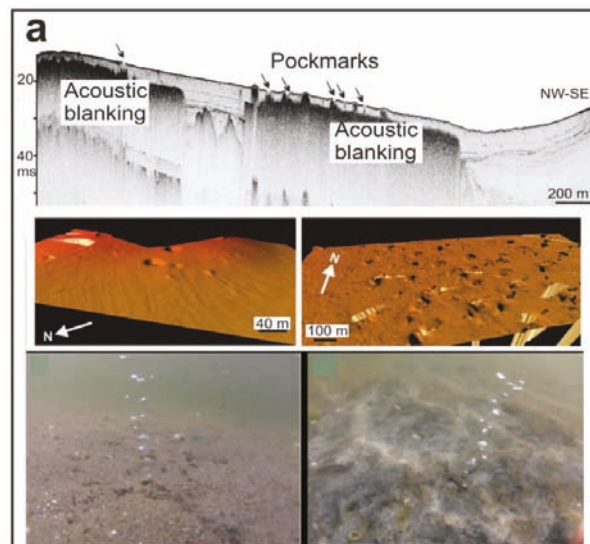 a
Pockmarks
20
Acoustic
blanking
NW-SE
Acoustic
blanking
40
ms
200 m
N
40 m
N
100 m